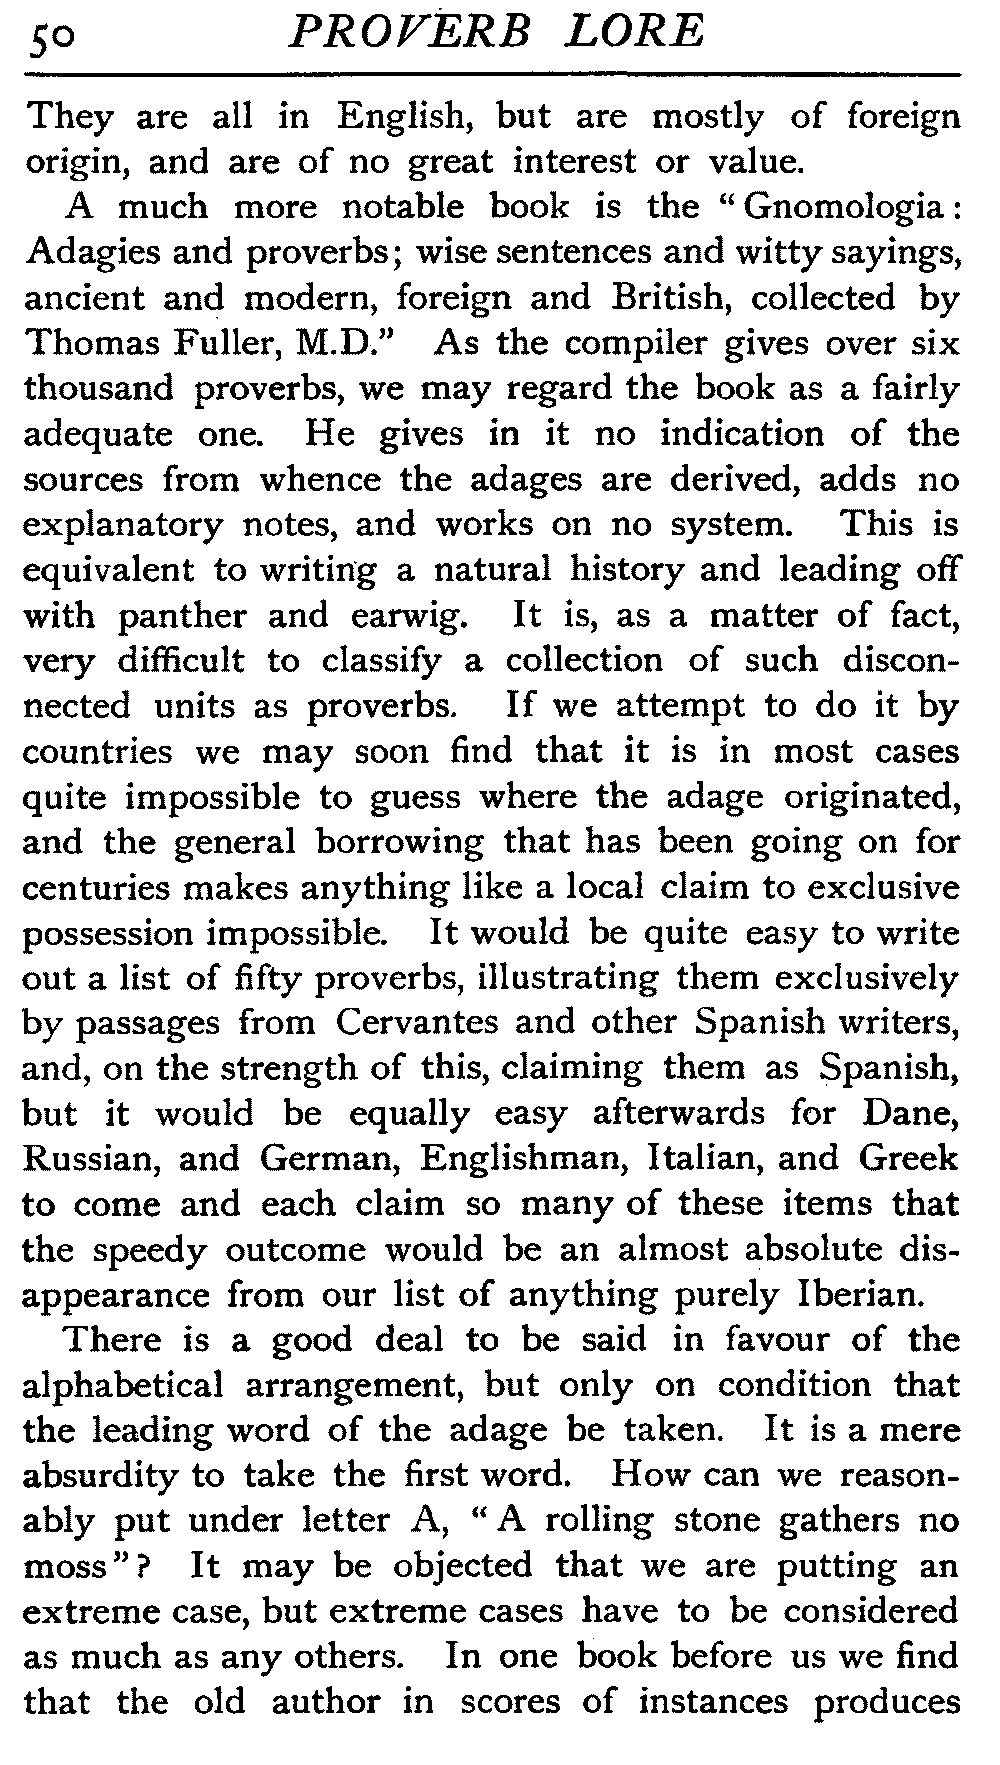 50 PROVERB LORE
They are all in English, but are mostly of foreign
origin, and are of no great interest or value.
A much more notable book is the “Gnomologia:
Adagies and proverbs; wise sentences and witty sayings,
ancient and modern, foreign and British, collected by
Thomas Fuller, M.D.” As the compiler gives over six
thousand proverbs, we may regard the book as a fairly
adequate one. He gives in it no indication of the
sources from whence the adages are derived, adds no
explanatory notes, and works on no system. This is
equivalent to writing a natural history and leading off
with panther and earwig. It is, as a matter of fact,
very difficult to classify a collection of such discon-
nected units as proverbs. If we attempt to do it by
countries we may soon find that it is in most cases
quite impossible to guess where the adage originated,
and the general borrowing that has been going on for
centuries makes anything like a local claim to exclusive
possession impossible. It would be quite easy to write
out a list of fifty proverbs, illustrating them exclusively
by passages from Cervantes and other Spanish writers,
and, on the strength of this, claiming them as Spanish,
but it would be equally easy afterwards for Dane,
Russian, and German, Englishman, Italian, and Greek
to come and each claim so many of these items that
the speedy outcome would be an almost absolute dis-
appearance from our list of anything purely Iberian.
There is a good deal to be said in favour of the
alphabetical arrangement, but only on condition that
the leading word of the adage be taken. It is a mere
absurdity to take the first word. How can we reason-
ably put under letter A, “A rolling stone gathers no
moss”? It may be objected that we are putting an
extreme case, but extreme cases have to be considered
as much as any others. In one book before us we find
that the old author in scores of instances produces